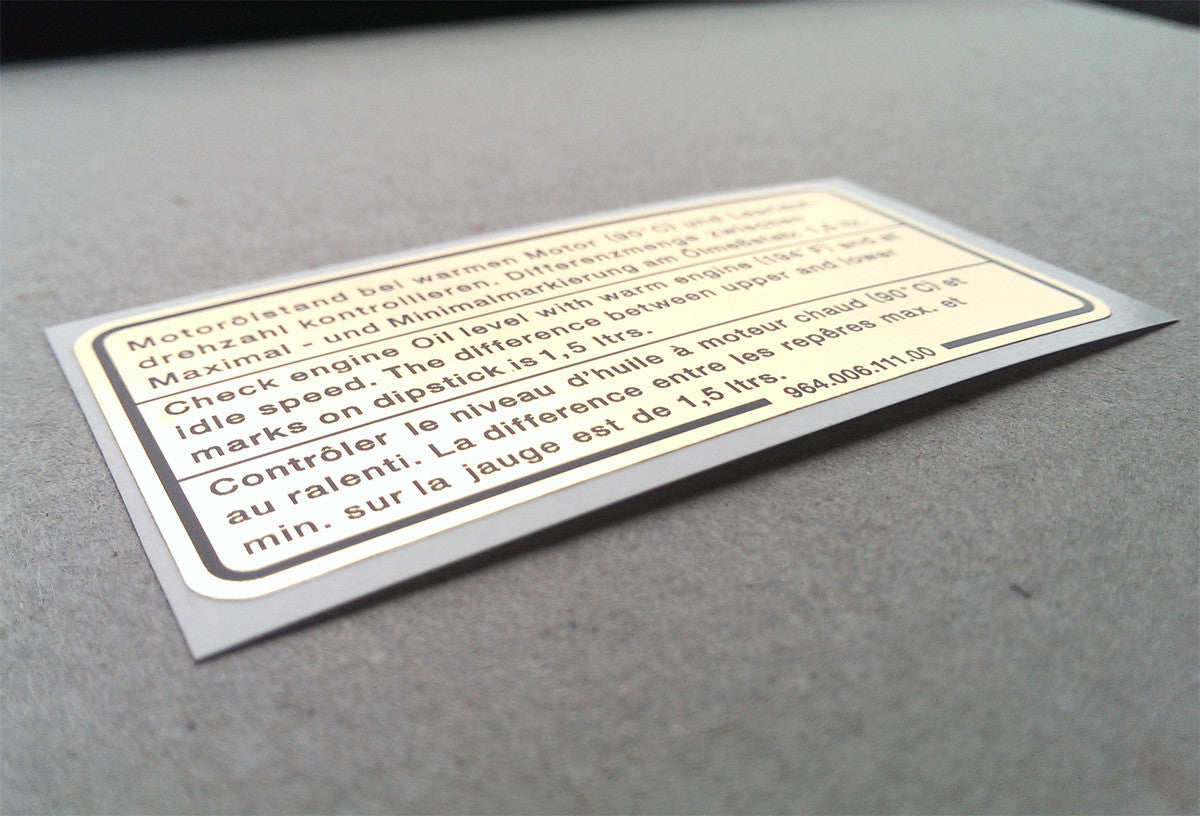 Motorölstand bei warmen Motor (90°C) und Leerlauf-
drehzahl kontrollieren. Differenzmenge zwischen
Maximal - und Minimalmarkierung am Ölmeßstab: 1,5 ltr.
Check engine Oil level with warm engine (194°F) and at
idle speed. The difference between upper and lower
marks on dipstick is 1,5 ltrs.
Contrôler le niveau d'huile à moteur chaud (90°C) et
au ralenti. La difference entre les repêres max. et
min. sur la jauge est de 1,5 ltrs.
964.006.111.00